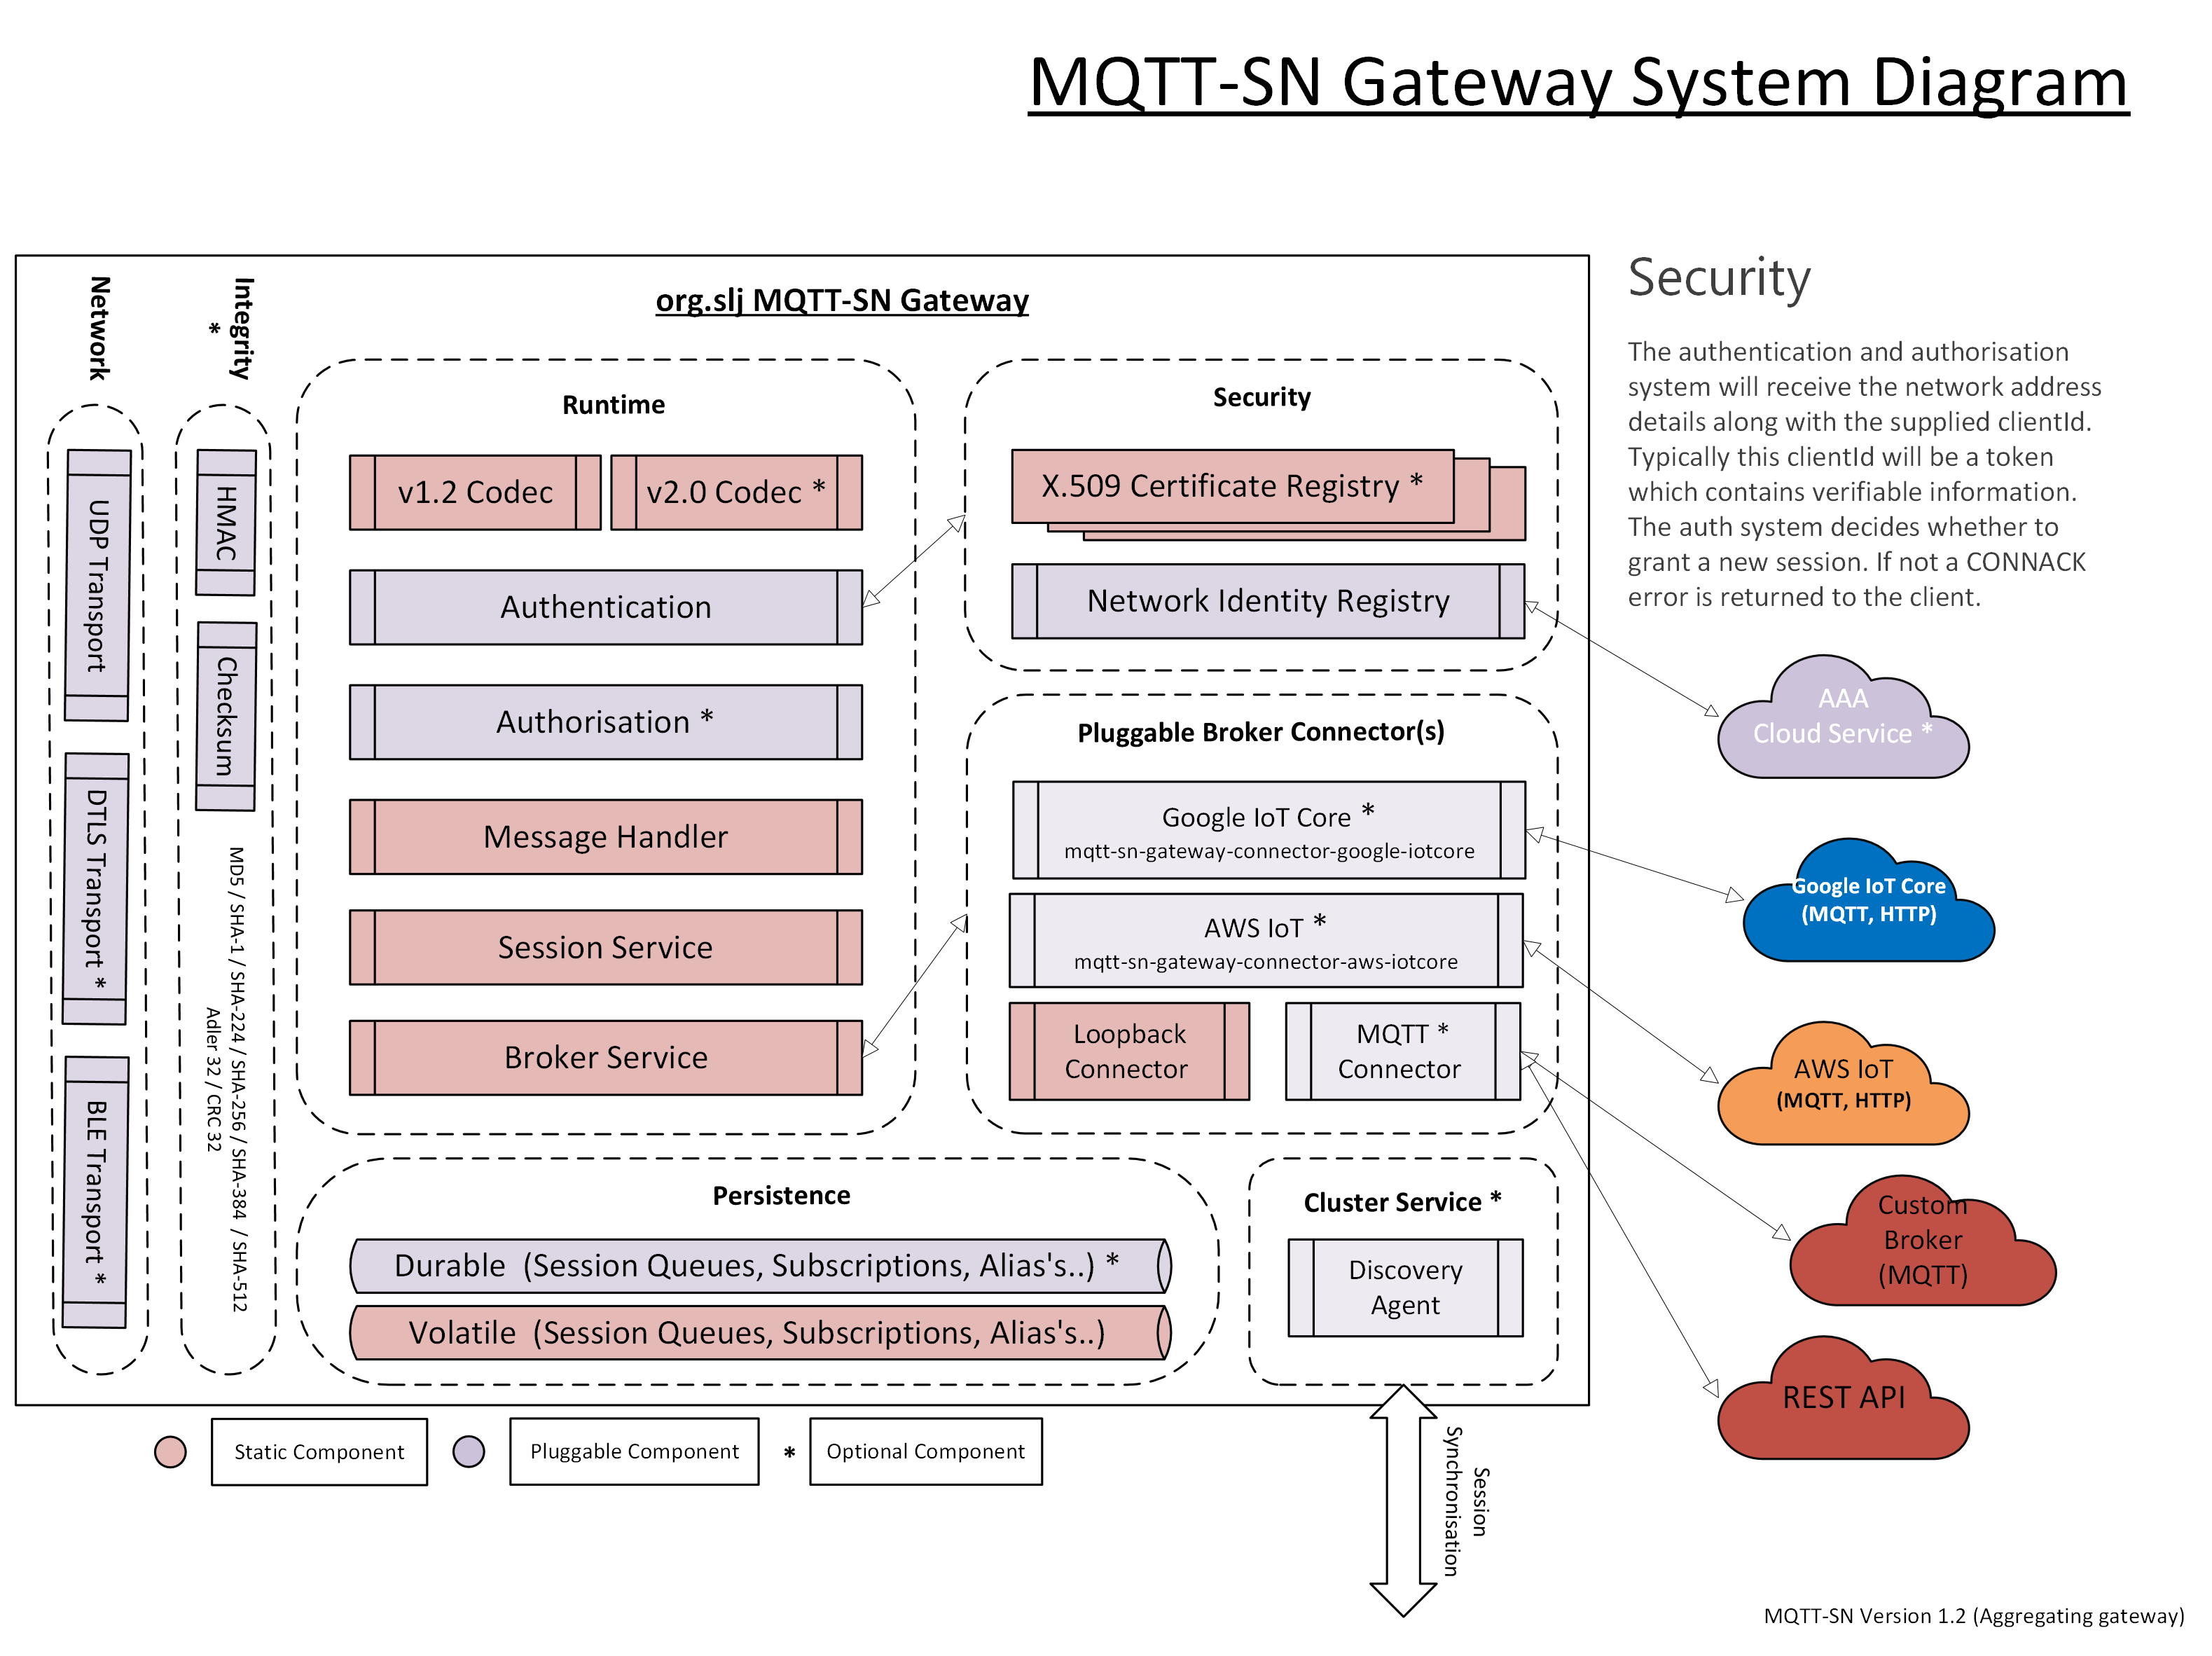 MQTT-SN Gateway System Diagram
org.slj MQTT-SN Gateway
Network
UDP Transport
DTLS Transport *
BLE Transport *
Integrity
*
HMAC
Checksum
MD5 / SHA-1 / SHA-224 / SHA-256 / SHA-384 / SHA-512
Adler 32 / CRC 32
Runtime
v1.2 Codec
v2.0 Codec *
Authentication
Authorisation *
Message Handler
Session Service
Broker Service
Security
X.509 Certificate Registry *
Network Identity Registry
Pluggable Broker Connector(s)
Google IoT Core *
mqtt-sn-gateway-connector-google-iotcore
AWS IoT *
mqtt-sn-gateway-connector-aws-iotcore
Loopback
Connector
MQTT *
Connector
Persistence
Durable (Session Queues, Subscriptions, Alias's..) *
Volatile (Session Queues, Subscriptions, Alias's..)
Cluster Service *
Discovery
Agent
Session
Synchronisation
Security
The authentication and authorisation
system will receive the network address
details along with the supplied clientId.
Typically this clientId will be a token
which contains verifiable information.
The auth system decides whether to
grant a new session. If not a CONNACK
error is returned to the client.
AAA
Cloud Service *
Google IoT Core
(MQTT, HTTP)
AWS IoT
(MQTT, HTTP)
Custom
Broker
(MQTT)
REST API
Static Component
Pluggable Component
* Optional Component
MQTT-SN Version 1.2 (Aggregating gateway)